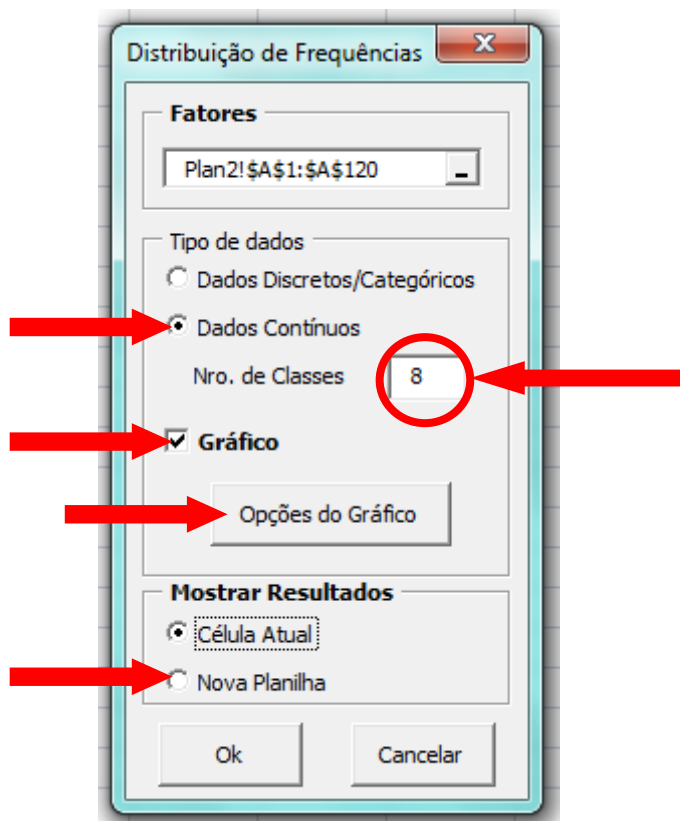 Distribuição de Frequências
Fatores
Plan2!$A$1:$A$120
Tipo de dados
Dados Discretos/Categóricos
Dados Contínuos
Nro. de Classes 8
Gráfico
Opções do Gráfico
Mostrar Resultados
Célula Atual
Nova Planilha
Ok Cancelar